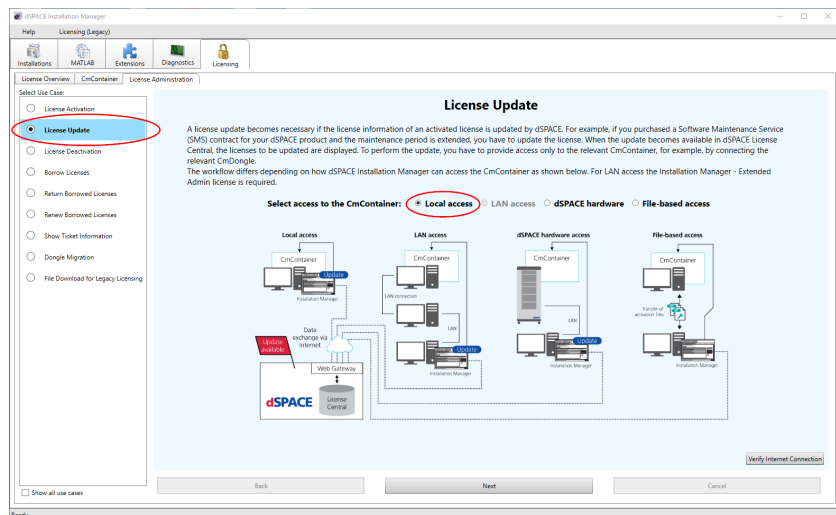 dSPACE Installation Manager
Help Licensing (Legacy)
Installations MATLAB Extensions Diagnostics Licensing
License Overview CmContainer License Administration
Select Use Case:
License Activation
License Update
License Deactivation
Borrow Licenses
Return Borrowed Licenses
Renew Borrowed Licenses
Show Ticket Information
Dongle Migration
File Download for Legacy Licensing
Show all use cases
License Update
A license update becomes necessary if the license information of an activated license is updated by dSPACE. For example, if you purchased a Software Maintenance Service
(SMS) contract for your dSPACE product and the maintenance period is extended, you have to update the license. When the update becomes available in dSPACE License
Central, the licenses to be updated are displayed. To perform the update, you have to provide access only to the relevant CmContainer, for example, by connecting the
relevant CmDongle.
The workflow differs depending on how dSPACE Installation Manager can access the CmContainer as shown below. For LAN access the Installation Manager - Extended
Admin license is required.
Select access to the CmContainer: Local access LAN access dSPACE hardware File-based access
Local access LAN access dSPACE hardware access File-based access
CmContainer CmContainer CmContainer CmContainer
Update
Installation Manager
LAN connection
LAN
Update
Installation Manager
LAN
Update
Installation Manager
Transfer of
activation files
Installation Manager
Data
exchange via
Internet
Update
available
Web Gateway
dSPACE
License
Central
Verify Internet Connection
Back Next Cancel
Ready